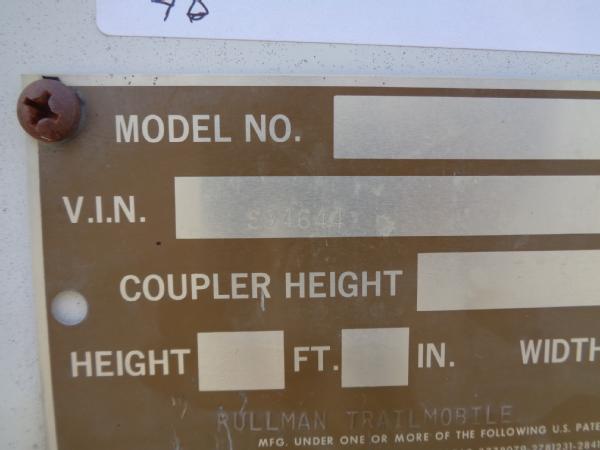 MODEL NO.
V.I.N. S94644
COUPLER HEIGHT
HEIGHT FT. IN. WIDTH
PULLMAN TRAILMOBILE
MFG. UNDER ONE OR MORE OF THE FOLLOWING U.S. PATE